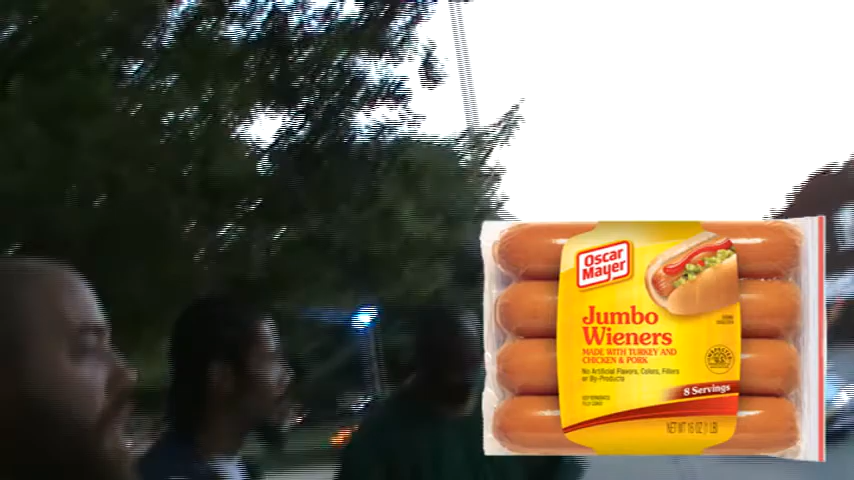 Oscar
Mayer
Jumbo
Wieners
MADE WITH TURKEY AND
CHICKEN & PORK
No Artificial Flavors, Colors, Fillers
or By-Products
8 Servings
NET WT 16 OZ (1 LB)